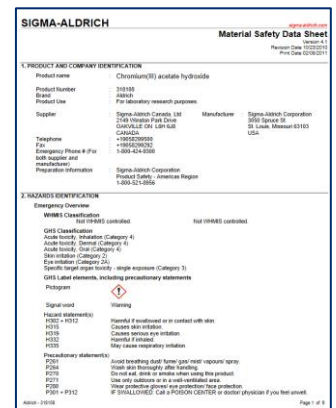 SIGMA-ALDRICH
sigma-aldrich.com
Material Safety Data Sheet
Version 4.1
Revision Date 10/23/2010
Print Date 02/09/2011
1. PRODUCT AND COMPANY IDENTIFICATION
Product name : Chromium(III) acetate hydroxide
Product Number : 318108
Brand : Aldrich
Product Use : For laboratory research purposes.
Supplier : Sigma-Aldrich Canada, Ltd Manufacturer : Sigma-Aldrich Corporation
2149 Winston Park Drive 3050 Spruce St.
OAKVILLE ON L6H 6J8 St. Louis, Missouri 63103
CANADA USA
Telephone : +19058299500
Fax : +19058299292
Emergency Phone # (For : 1-800-424-9300
both supplier and
manufacturer)
Preparation Information : Sigma-Aldrich Corporation
Product Safety - Americas Region
1-800-521-8956
2. HAZARDS IDENTIFICATION
Emergency Overview
WHMIS Classification
Not WHMIS controlled. Not WHMIS controlled.
GHS Classification
Acute toxicity, Inhalation (Category 4)
Acute toxicity, Dermal (Category 4)
Acute toxicity, Oral (Category 4)
Skin irritation (Category 2)
Eye irritation (Category 2A)
Specific target organ toxicity - single exposure (Category 3)
GHS Label elements, including precautionary statements
Pictogram
Signal word Warning
Hazard statement(s)
H302 + H312 Harmful if swallowed or in contact with skin.
H315 Causes skin irritation.
H319 Causes serious eye irritation.
H332 Harmful if inhaled.
H335 May cause respiratory irritation.
Precautionary statement(s)
P261 Avoid breathing dust/ fume/ gas/ mist/ vapours/ spray.
P264 Wash skin thoroughly after handling.
P270 Do not eat, drink or smoke when using this product.
P271 Use only outdoors or in a well-ventilated area.
P280 Wear protective gloves/ eye protection/ face protection.
P301 + P312 IF SWALLOWED: Call a POISON CENTER or doctor/ physician if you feel unwell.
Aldrich - 318108 Page 1 of 8